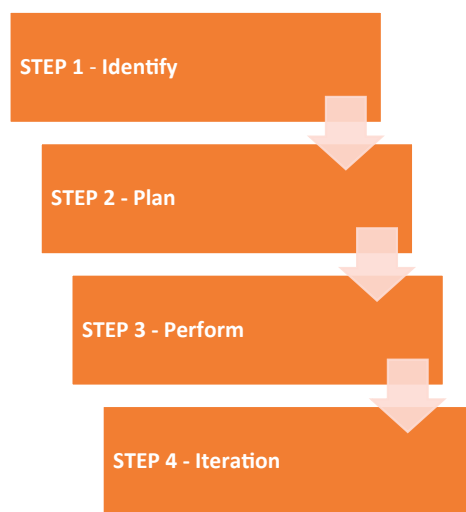 STEP 1 - Identify
STEP 2 - Plan
STEP 3 - Perform
STEP 4 - Iteration